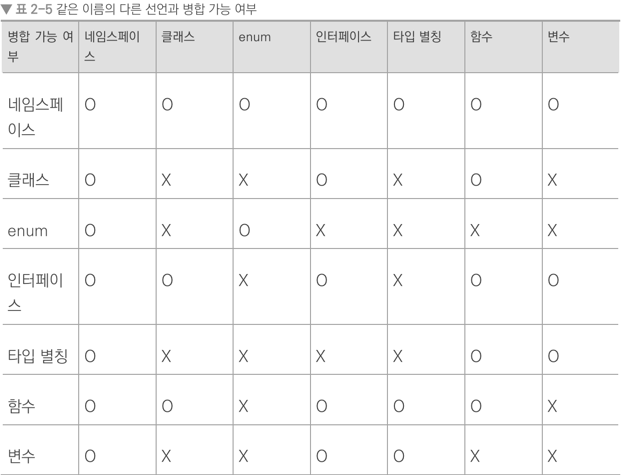 ▼ 표 2-5 같은 이름의 다른 선언과 병합 가능 여부
병합 가능 여 네임스페이 클래스 enum 인터페이스 타입 별칭 함수 변수
부 스
네임스페 O O O O O O O
이스
클래스 O X X O X O X
enum O X O X X X X
인터페이 O O X O X O O
스
타입 별칭 O X X X X O O
함수 O O X O O O X
변수 O X X O O X X